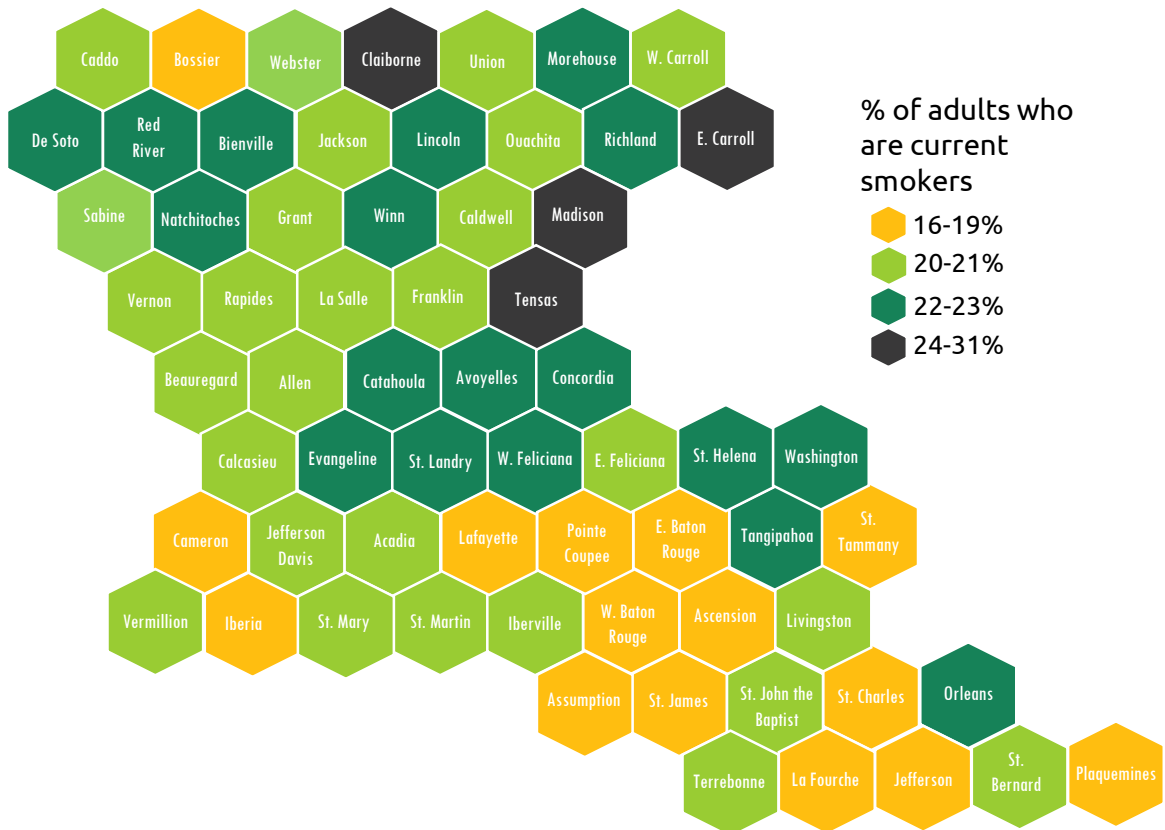 Caddo
Bossier
Webster
Claiborne
Union
Morehouse
W. Carroll
De Soto
Red
River
Bienville
Jackson
Lincoln
Ouachita
Richland
E. Carroll
% of adults who
are current
smokers
16-19%
20-21%
22-23%
24-31%
Sabine
Natchitoches
Grant
Winn
Caldwell
Madison
Vernon
Rapides
La Salle
Franklin
Tensas
Beauregard
Allen
Catahoula
Avoyelles
Concordia
Calcasieu
Evangeline
St. Landry
W. Feliciana
E. Feliciana
St. Helena
Washington
Cameron
Jefferson
Davis
Acadia
Lafayette
Pointe
Coupee
E. Baton
Rouge
Tangipahoa
St.
Tammany
Vermillion
Iberia
St. Mary
St. Martin
Iberville
W. Baton
Rouge
Ascension
Livingston
Assumption
St. James
St. John the
Baptist
St. Charles
Orleans
Terrebonne
La Fourche
Jefferson
St.
Bernard
Plaquemines